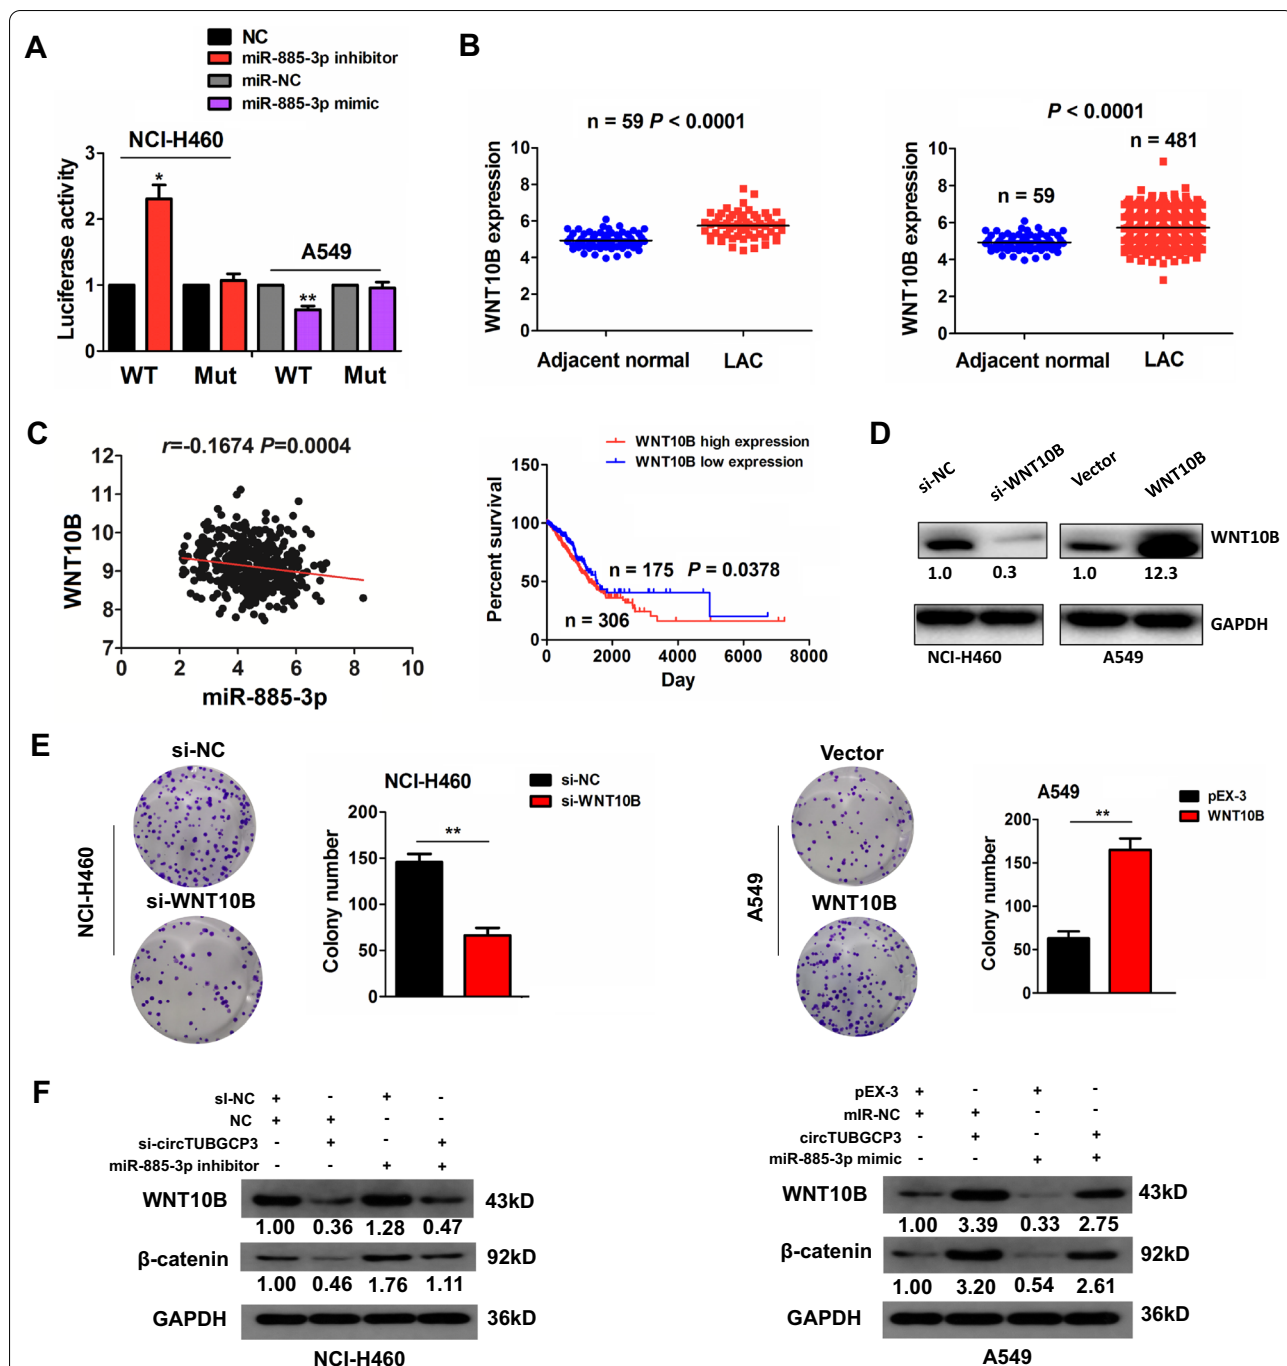 A
NC
miR-885-3p inhibitor
miR-NC
miR-885-3p mimic
NCI-H460
A549
Luciferase activity
3
2
1
0
*
**
WT Mut WT Mut
B
n = 59 P < 0.0001
WNT10B expression
10
8
6
4
2
0
Adjacent normal LAC
P < 0.0001
n = 481
n = 59
WNT10B expression
10
8
6
4
2
0
Adjacent normal LAC
C
r=-0.1674 P=0.0004
WNT10B
12
11
10
9
8
7
0 2 4 6 8 10
miR-885-3p
WNT10B high expression
WNT10B low expression
Percent survival
150
100
50
0
n = 175 P = 0.0378
n = 306
0 2000 4000 6000 8000
Day
D
si-NC si-WNT10B Vector WNT10B
WNT10B
1.0 0.3 1.0 12.3
GAPDH
NCI-H460 A549
E
si-NC
NCI-H460
si-WNT10B
NCI-H460
si-NC
si-WNT10B
Colony number
200
150
100
50
0
**
Vector
A549
WNT10B
A549
pEX-3
WNT10B
Colony number
200
150
100
50
0
**
F
sI-NC + - + -
NC + + - -
si-circTUBGCP3 - + - +
miR-885-3p inhibitor - - + +
WNT10B 43kD
1.00 0.36 1.28 0.47
β-catenin 92kD
1.00 0.46 1.76 1.11
GAPDH 36kD
NCI-H460
pEX-3 + - + -
mIR-NC + + - -
circTUBGCP3 - + - +
miR-885-3p mimic - - + +
WNT10B 43kD
1.00 3.39 0.33 2.75
β-catenin 92kD
1.00 3.20 0.54 2.61
GAPDH 36kD
A549